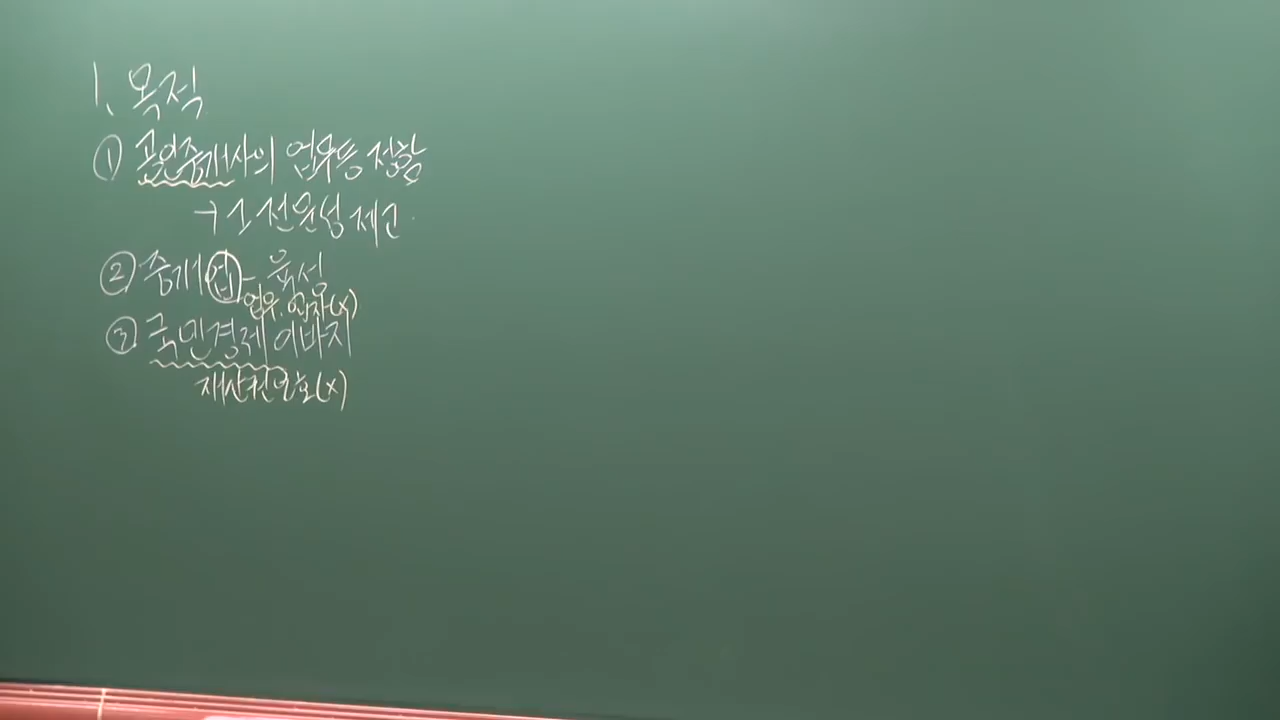 1. 목적
① 공인중개사의 업무등 정함
→ 그 전문성 제고
② 중개업 - 육성
업무. 업자(x)
③ 국민경제 이바지
재산권보호(x)